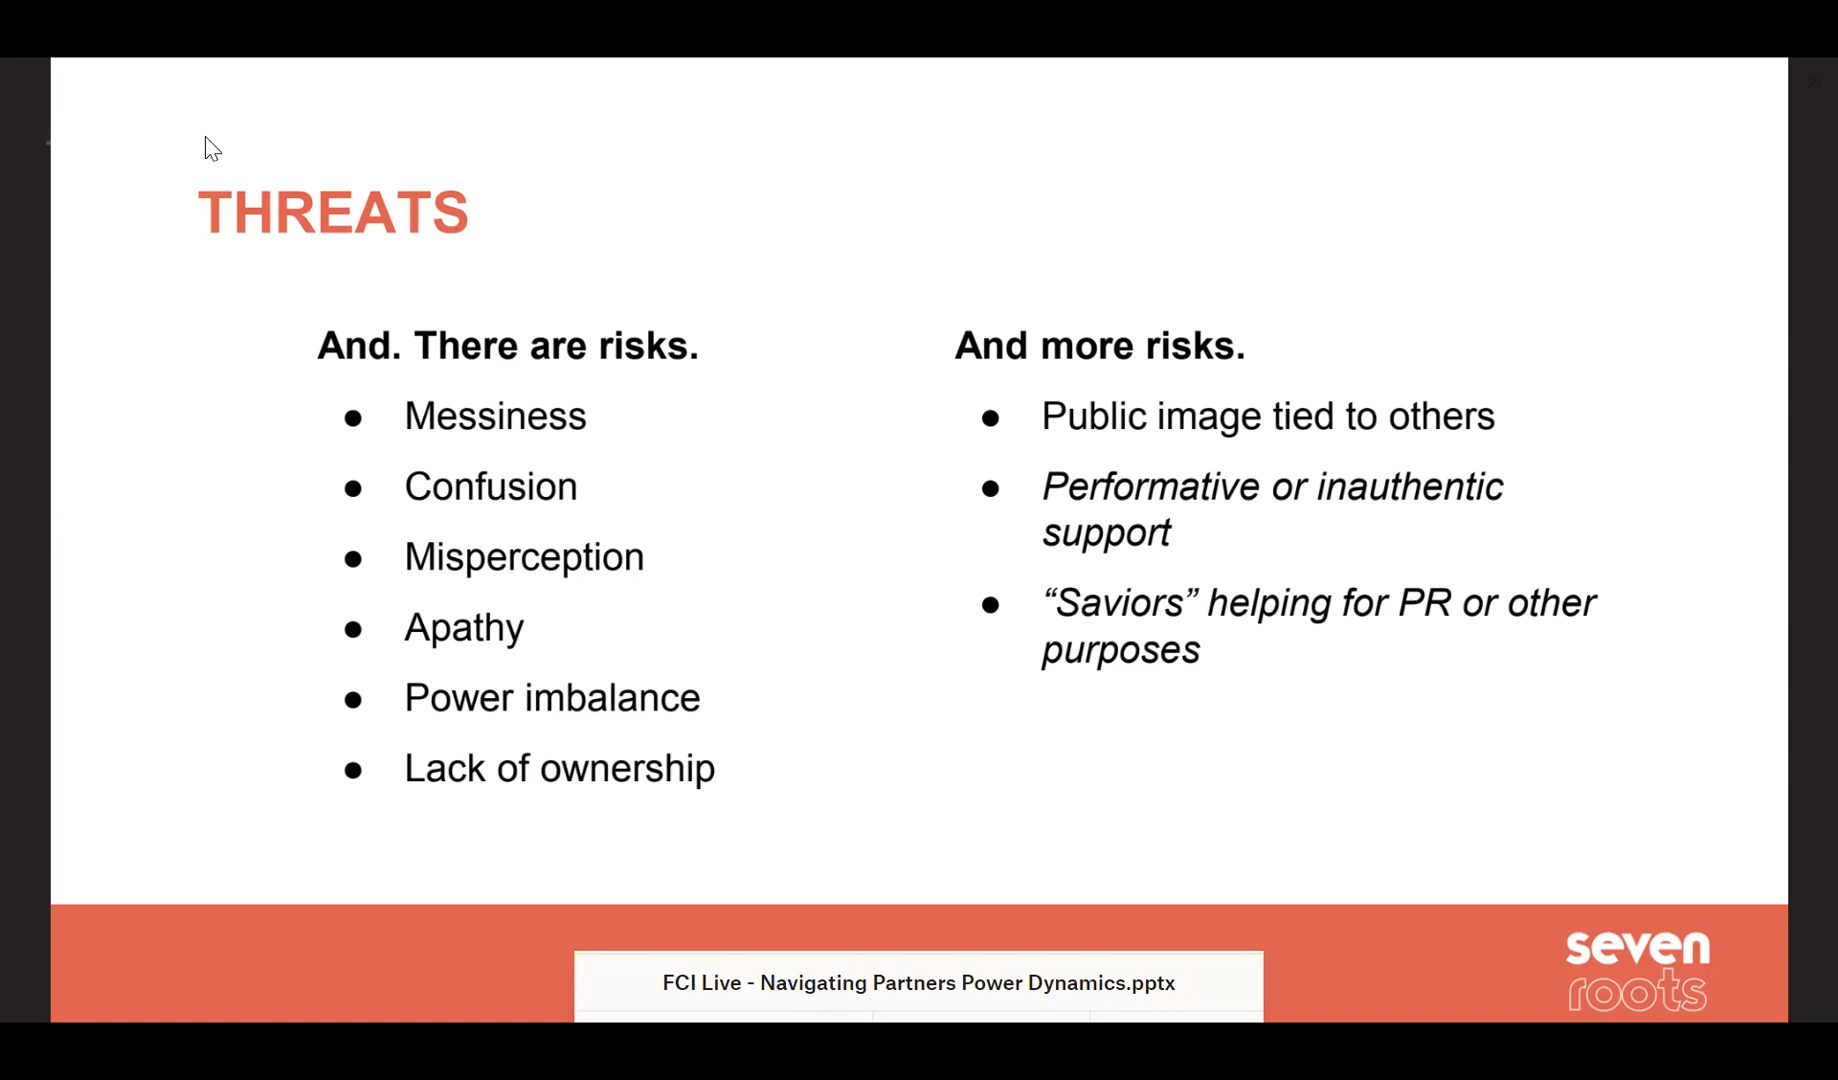 THREATS
And. There are risks.
● Messiness
● Confusion
● Misperception
● Apathy
● Power imbalance
● Lack of ownership
And more risks.
● Public image tied to others
● Performative or inauthentic
support
● “Saviors” helping for PR or other
purposes
seven
roots
FCI Live - Navigating Partners Power Dynamics.pptx